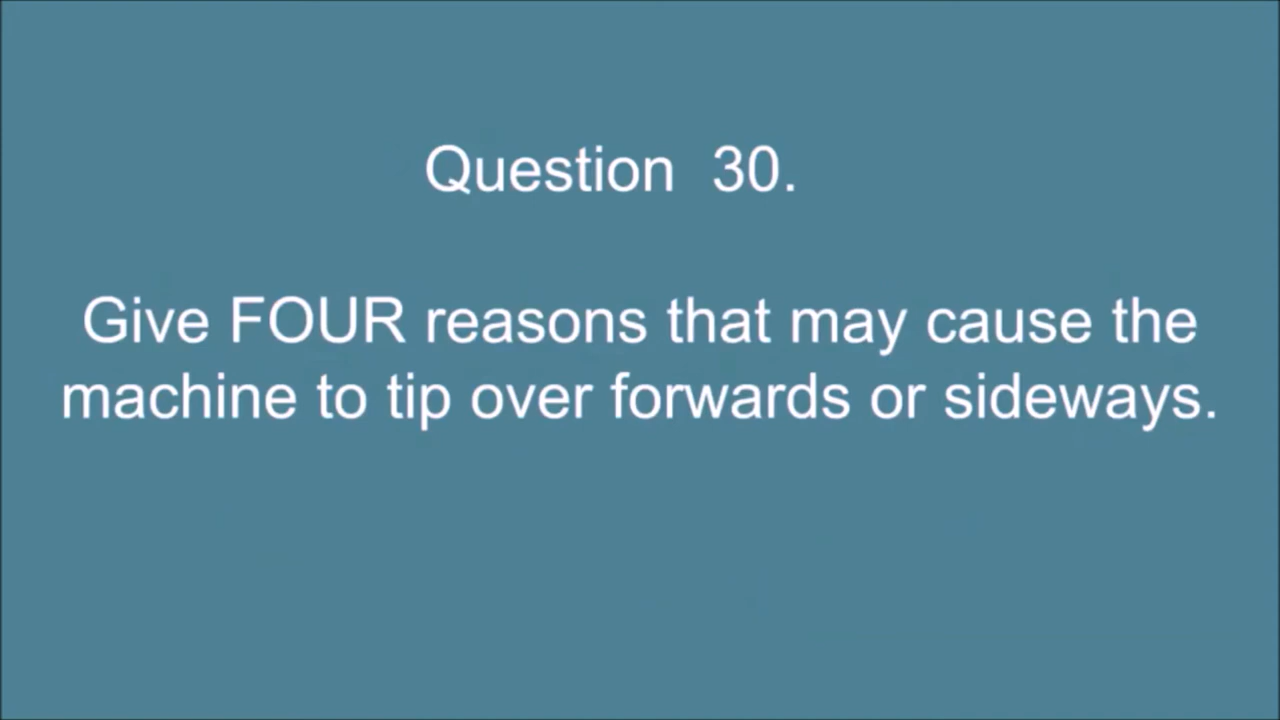 Question 30.
Give FOUR reasons that may cause the
machine to tip over forwards or sideways.